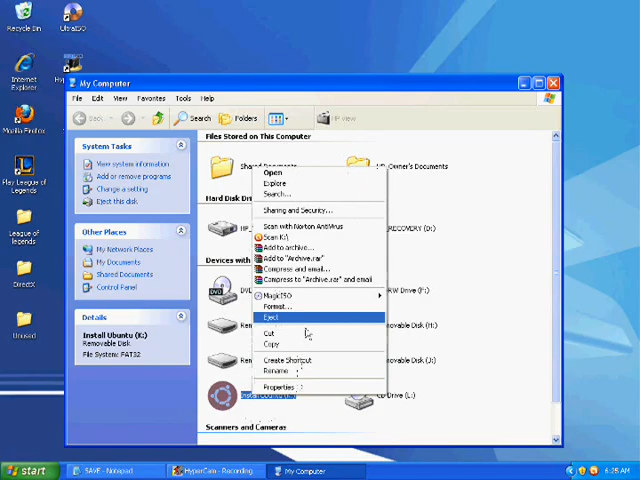 Recycle Bin
UltraISO
Internet
Explorer
Mozilla Firefox
Play League of
Legends
League of
legends
DirectX
Unused
My Computer
File Edit View Favorites Tools Help
Back Search Folders HP view
System Tasks
View system information
Add or remove programs
Change a setting
Eject this disk
Other Places
My Network Places
My Documents
Shared Documents
Control Panel
Details
Install Ubuntu (K:)
Removable Disk
File System: FAT32
Files Stored on This Computer
HP_Owner's Documents
Hard Disk
RECOVERY (D:)
Devices with
DVD
RW Drive (F:)
Disk (H:)
Disk (J:)
CD Drive (L:)
Scanners and Cameras
Open
Explore
Search...
Sharing and Security...
Scan with Norton AntiVirus
Scan K:\
Add to archive...
Add to "Archive.rar"
Compress and email...
Compress to "Archive.rar" and email
MagicISO
Format...
Eject
Cut
Copy
Create Shortcut
Rename
Properties
start
SAVE - Notepad
HyperCam - Recording
My Computer
6:25 AM